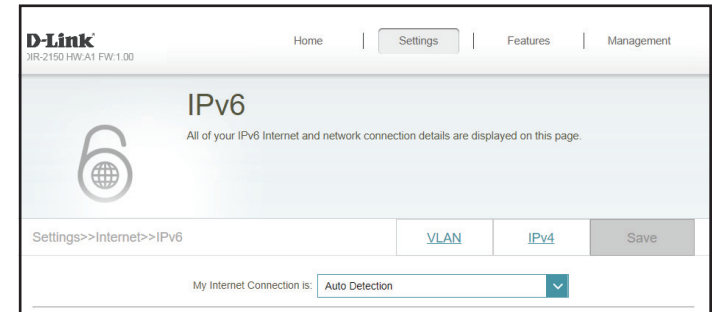 D-Link
DIR-2150 HW:A1 FW:1.00
Home | Settings | Features | Management
IPv6
All of your IPv6 Internet and network connection details are displayed on this page.
Settings>>Internet>>IPv6
VLAN
IPv4
Save
My Internet Connection is: Auto Detection